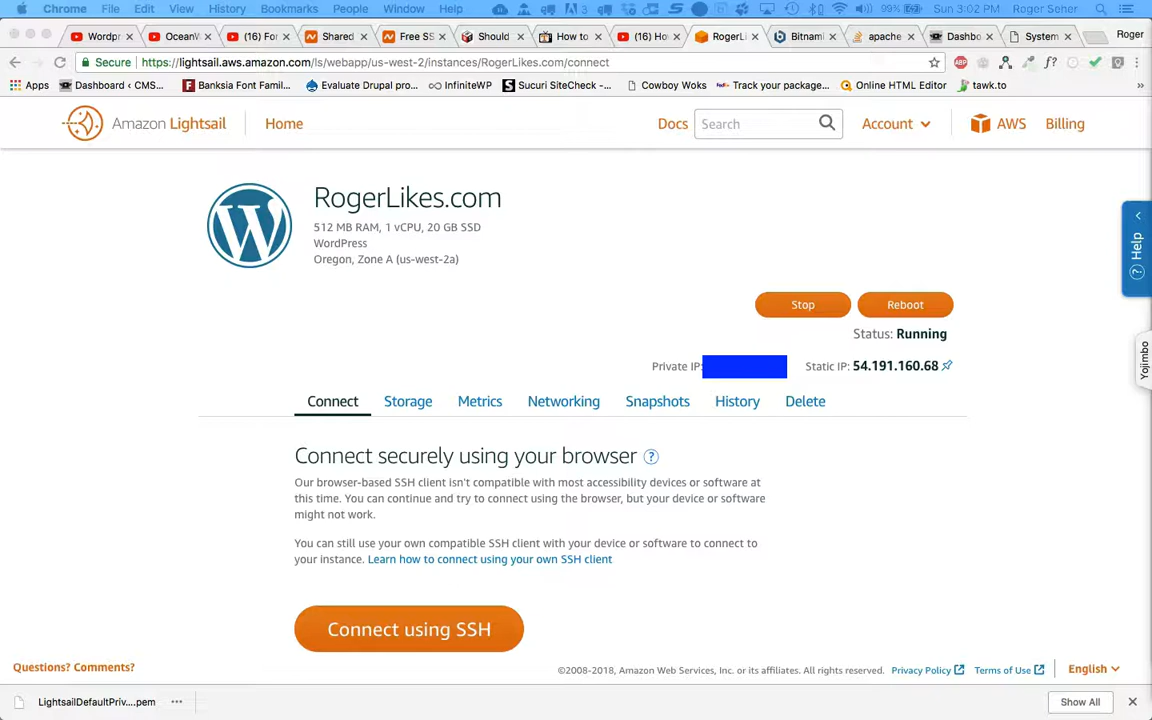 Chrome File Edit View History Bookmarks People Window Help 3 99% Sun 3:02 PM Roger Seher
Wordpr OceanW (16) For Shared Free SS Should How to (16) Ho RogerLi Bitnami apache Dashbo System Roger
Secure https://lightsail.aws.amazon.com/ls/webapp/us-west-2/instances/RogerLikes.com/connect
Apps Dashboard ‹ CMS... Banksia Font Famil... Evaluate Drupal pro... InfiniteWP Sucuri SiteCheck -... Cowboy Woks Track your package... Online HTML Editor tawk.to »
Amazon Lightsail Home Docs Search Account AWS Billing
RogerLikes.com
512 MB RAM, 1 vCPU, 20 GB SSD
WordPress
Oregon, Zone A (us-west-2a)
Help
Stop Reboot
Status: Running
Yojimbo
Private IP: Static IP: 54.191.160.68
Connect Storage Metrics Networking Snapshots History Delete
Connect securely using your browser ?
Our browser-based SSH client isn't compatible with most accessibility devices or software at
this time. You can continue and try to connect using the browser, but your device or software
might not work.
You can still use your own compatible SSH client with your device or software to connect to
your instance. Learn how to connect using your own SSH client
Connect using SSH
Questions? Comments? ©2008-2018, Amazon Web Services, Inc. or its affiliates. All rights reserved. Privacy Policy Terms of Use English
LightsailDefaultPriv....pem Show All